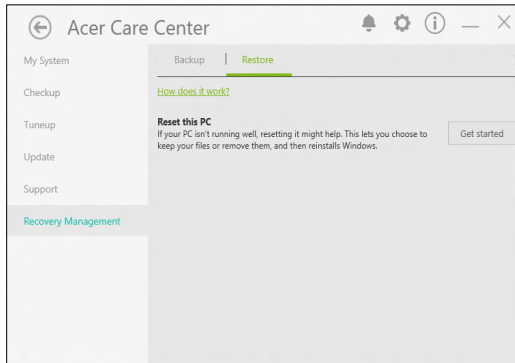 Acer Care Center
My System
Backup | Restore
Checkup
How does it work?
Tuneup
Reset this PC
If your PC isn't running well, resetting it might help. This lets you choose to
keep your files or remove them, and then reinstalls Windows.
Get started
Update
Support
Recovery Management